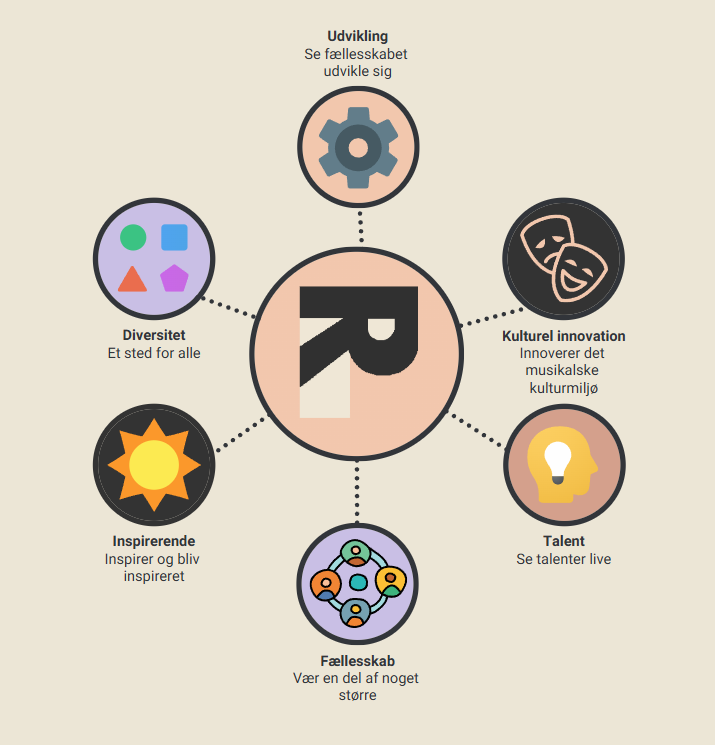 Udvikling
Se fællesskabet
udvikle sig
Diversitet
Et sted for alle
Kulturel innovation
Innoverer det
musikalske
kulturmiljø
Inspirerende
Inspirer og bliv
inspireret
Talent
Se talenter live
Fællesskab
Vær en del af noget
større